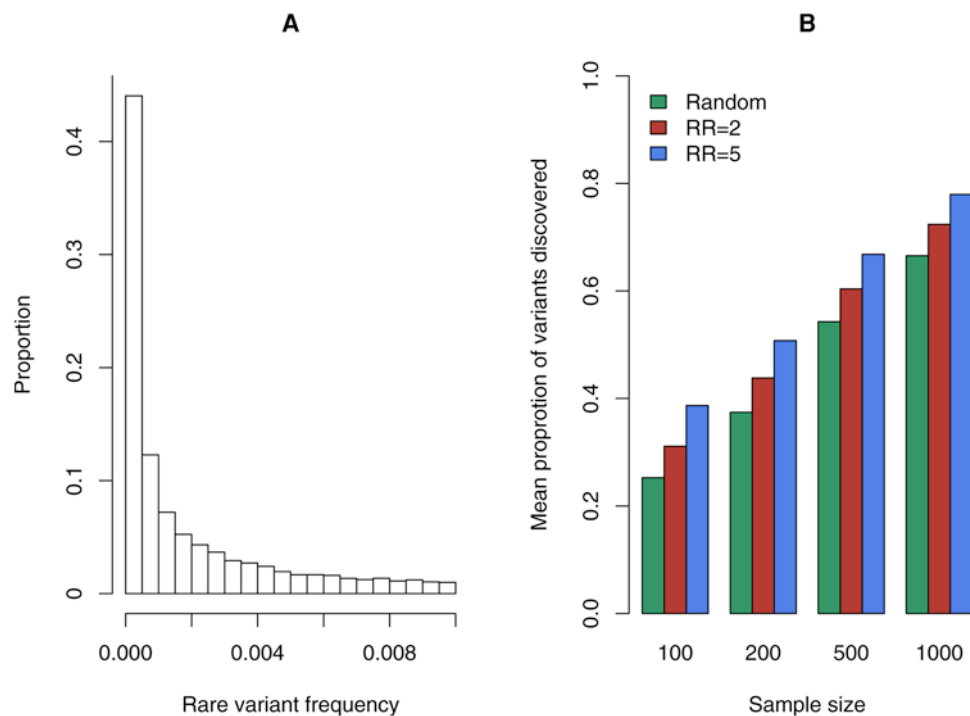 A
Proportion
0.4
0.3
0.2
0.1
0
0.000
0.004
0.008
Rare variant frequency
B
Mean proprotion of variants discovered
1.0
0.8
0.6
0.4
0.2
0.0
Random
RR=2
RR=5
100
200
500
1000
Sample size